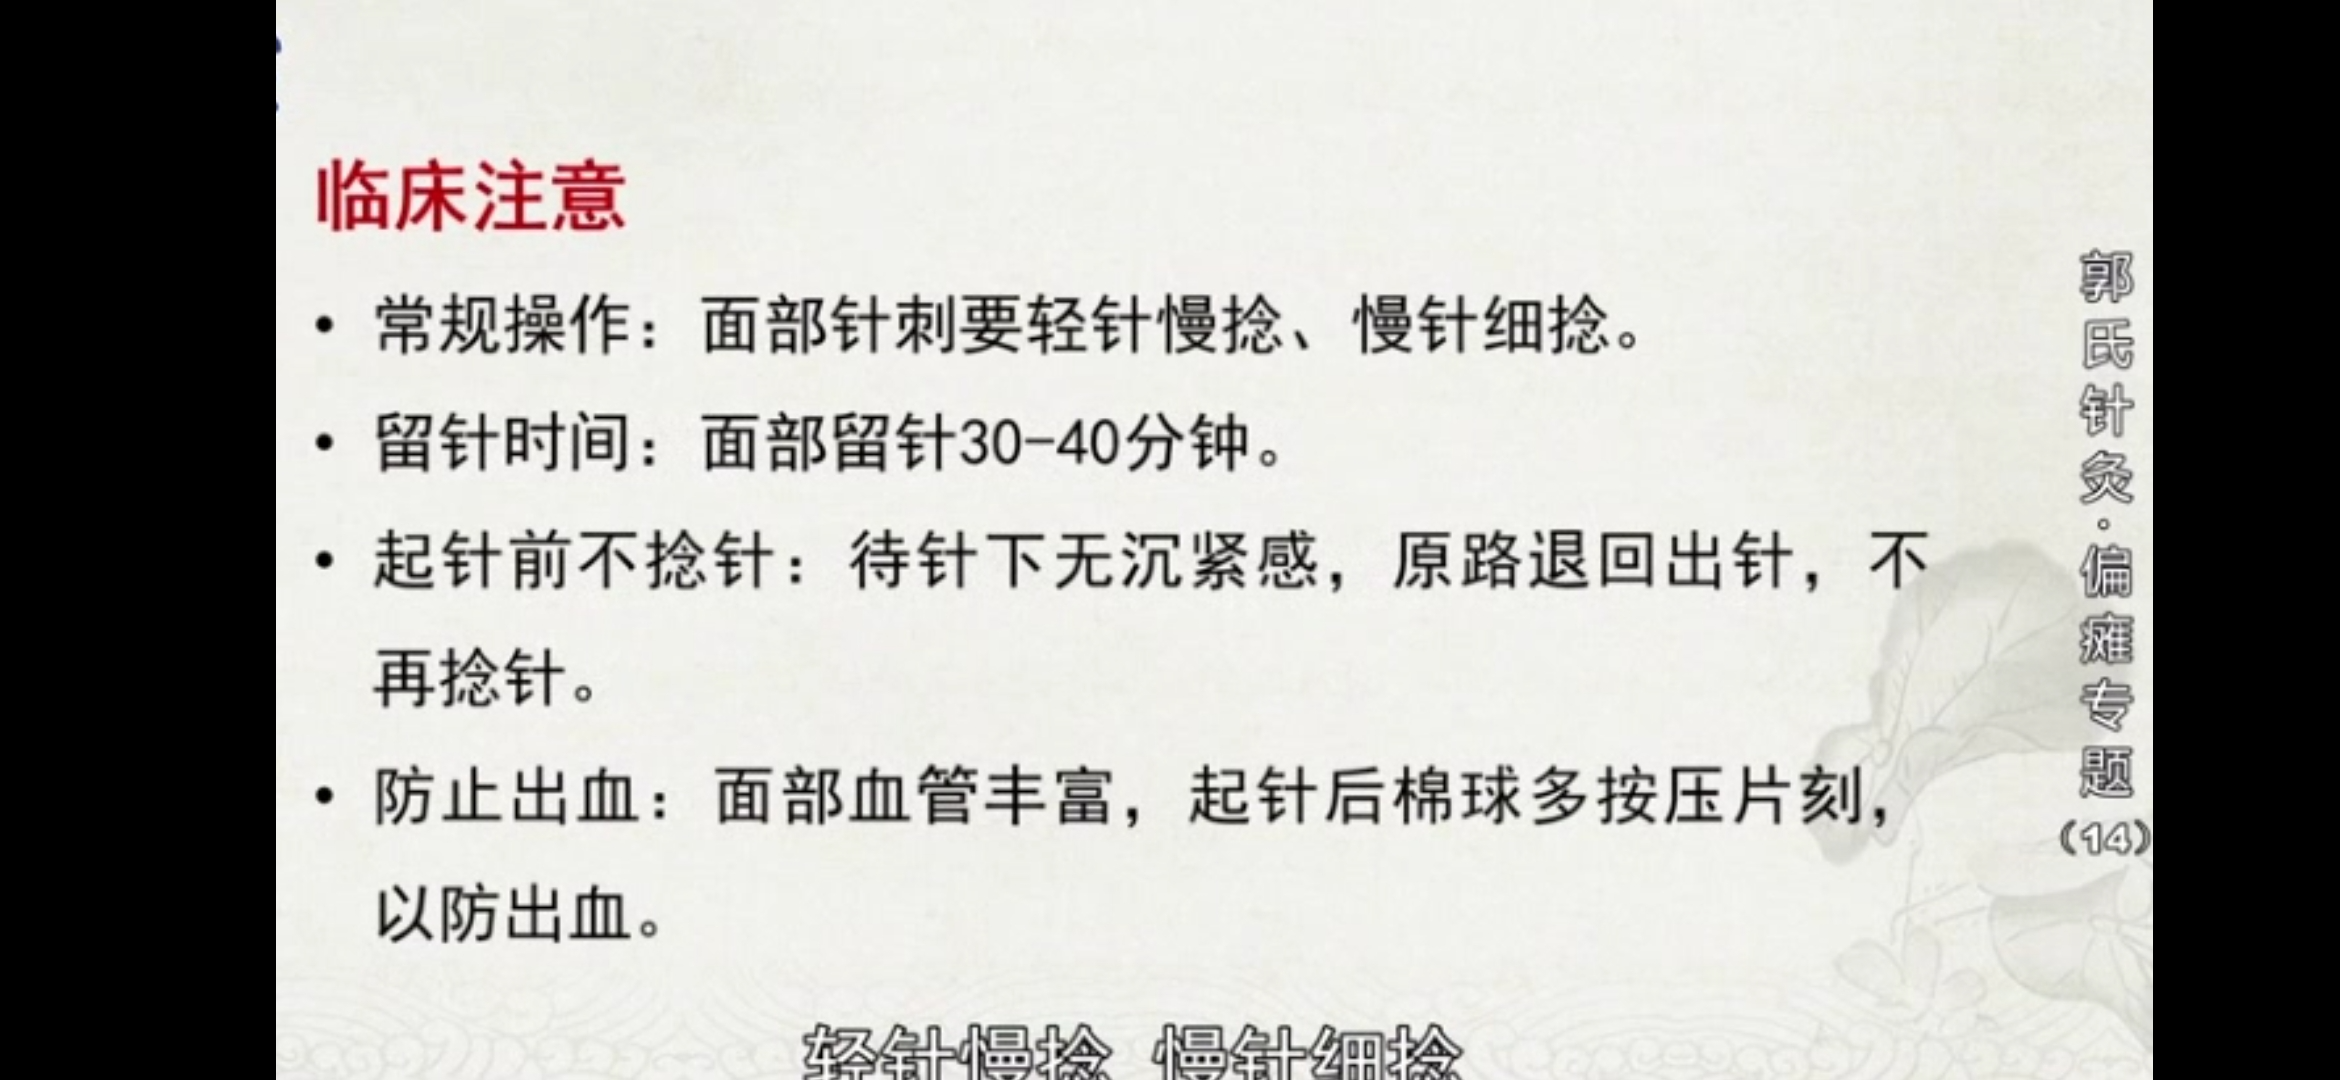 临床注意
• 常规操作：面部针刺要轻针慢捻、慢针细捻。
• 留针时间：面部留针30-40分钟。
• 起针前不捻针：待针下无沉紧感，原路退回出针，不
再捻针。
• 防止出血：面部血管丰富，起针后棉球多按压片刻，
以防出血。
郭氏针灸·偏瘫专题（14）
轻针慢捻 慢针细捻